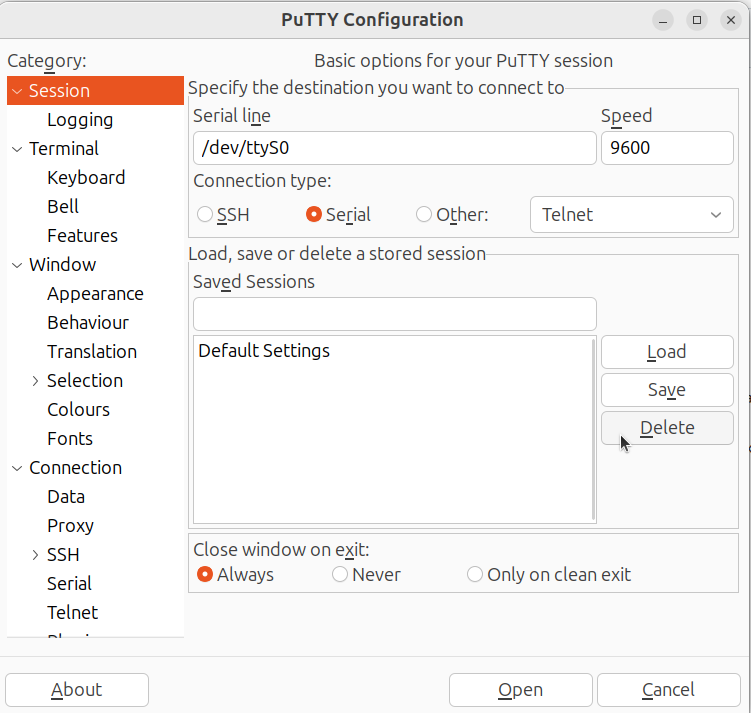 PuTTY Configuration
Category:
Session
Logging
Terminal
Keyboard
Bell
Features
Window
Appearance
Behaviour
Translation
Selection
Colours
Fonts
Connection
Data
Proxy
SSH
Serial
Telnet
Basic options for your PuTTY session
Specify the destination you want to connect to
Serial line
Speed
/dev/ttyS0
9600
Connection type:
SSH
Serial
Other:
Telnet
Load, save or delete a stored session
Saved Sessions
Default Settings
Load
Save
Delete
Close window on exit:
Always
Never
Only on clean exit
About
Open
Cancel